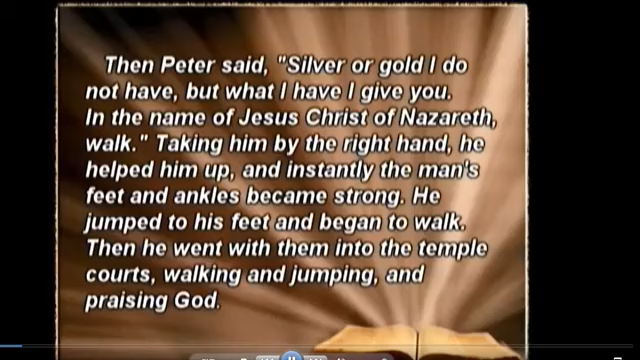 Then Peter said, "Silver or gold I do
not have, but what I have I give you.
In the name of Jesus Christ of Nazareth,
walk." Taking him by the right hand, he
helped him up, and instantly the man's
feet and ankles became strong. He
jumped to his feet and began to walk.
Then he went with them into the temple
courts, walking and jumping, and
praising God.